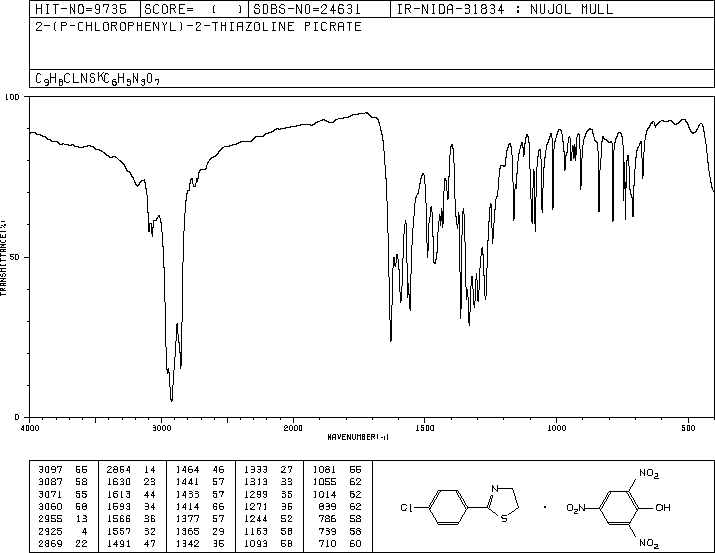 HIT-NO=9735 SCORE= ( ) SDBS-NO=24631 IR-NIDA-31834 : NUJOL MULL
2-(P-CHLOROPHENYL)-2-THIAZOLINE PICRATE
C9H8CLNS*C6H3N3O7
100
50
0
TRANSMITTANCE(%)
4000 3000 2000 1500 1000 500
WAVENUMBER(-1)
3097 66 2864 14 1464 46 1333 27 1081 55
3087 58 1630 23 1441 57 1313 33 1055 62
3071 55 1613 44 1433 57 1299 35 1014 62
3060 60 1593 34 1414 66 1271 36 839 62
2955 13 1566 36 1377 57 1244 52 786 58
2925 4 1557 32 1365 29 1163 58 739 58
2869 22 1491 47 1342 36 1093 58 710 60
Cl N S NO2 O2N OH NO2